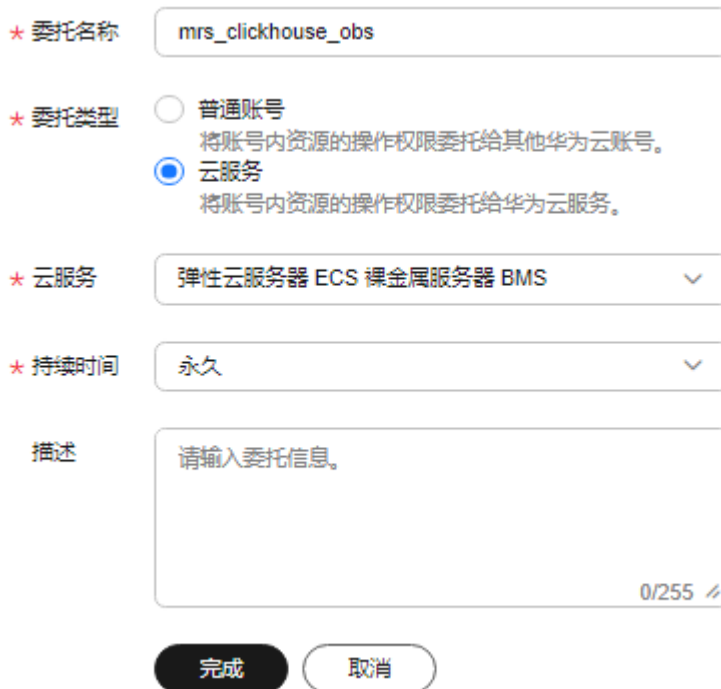 * 委托名称 mrs_clickhouse_obs
* 委托类型 普通账号
将账号内资源的操作权限委托给其他华为云账号。
云服务
将账号内资源的操作权限委托给华为云服务。
* 云服务 弹性云服务器 ECS 裸金属服务器 BMS
* 持续时间 永久
描述 请输入委托信息。
0/255
完成 取消